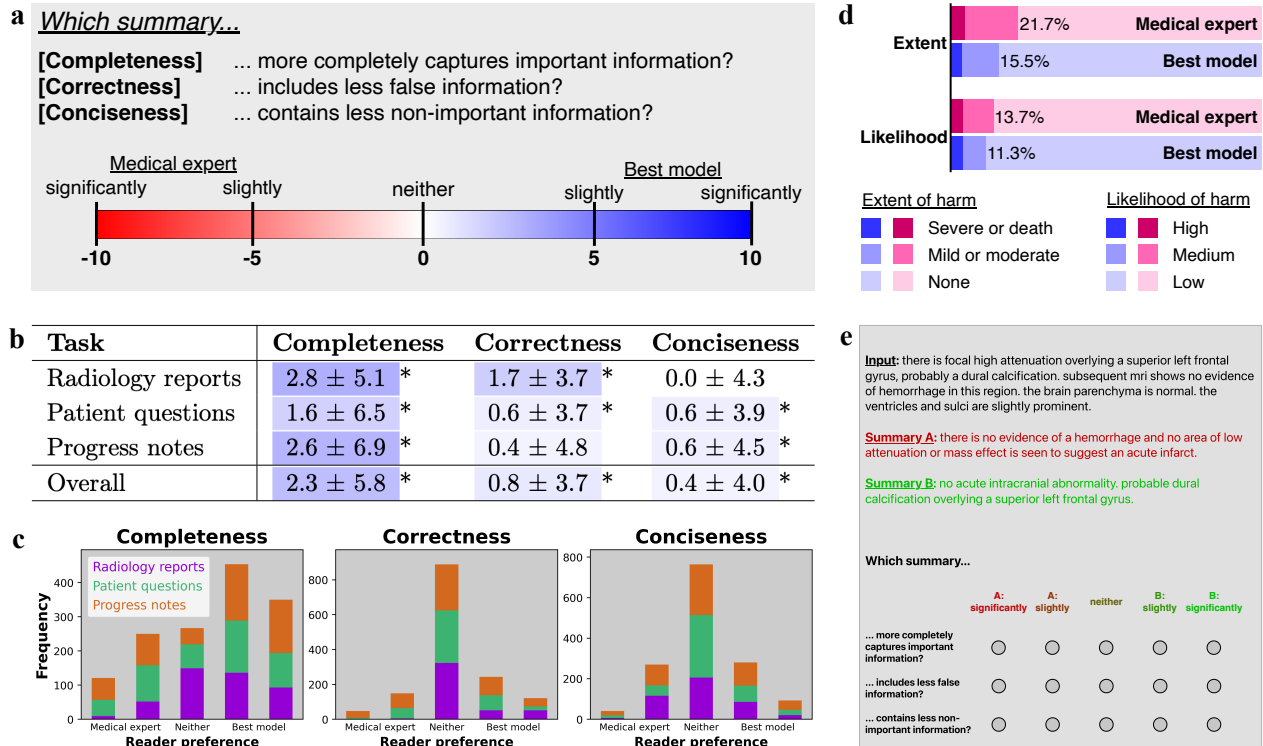 a
Which summary...
[Completeness] ... more completely captures important information?
[Correctness] ... includes less false information?
[Conciseness] ... contains less non-important information?
Medical expert Best model
significantly slightly neither slightly significantly
-10 -5 0 5 10
b
Task Completeness Correctness Conciseness
Radiology reports 2.8 ± 5.1 * 1.7 ± 3.7 * 0.0 ± 4.3
Patient questions 1.6 ± 6.5 * 0.6 ± 3.7 * 0.6 ± 3.9 *
Progress notes 2.6 ± 6.9 * 0.4 ± 4.8 0.6 ± 4.5 *
Overall 2.3 ± 5.8 * 0.8 ± 3.7 * 0.4 ± 4.0 *
c
Completeness
Radiology reports
Patient questions
Progress notes
Frequency
400
300
200
100
0
Medical expert Neither Best model
Reader preference
Correctness
800
600
400
200
0
Medical expert Neither Best model
Reader preference
Conciseness
800
600
400
200
0
Medical expert Neither Best model
Reader preference
d
Extent
21.7% Medical expert
15.5% Best model
Likelihood
13.7% Medical expert
11.3% Best model
Extent of harm
Severe or death
Mild or moderate
None
Likelihood of harm
High
Medium
Low
e
Input: there is focal high attenuation overlying a superior left frontal
gyrus, probably a dural calcification. subsequent mri shows no evidence
of hemorrhage in this region. the brain parenchyma is normal. the
ventricles and sulci are slightly prominent.
Summary A: there is no evidence of a hemorrhage and no area of low
attenuation or mass effect is seen to suggest an acute infarct.
Summary B: no acute intracranial abnormality. probable dural
calcification overlying a superior left frontal gyrus.
Which summary...
A: A: neither B: B:
significantly slightly slightly significantly
... more completely
captures important
information?
... includes less false
information?
... contains less non-
important information?